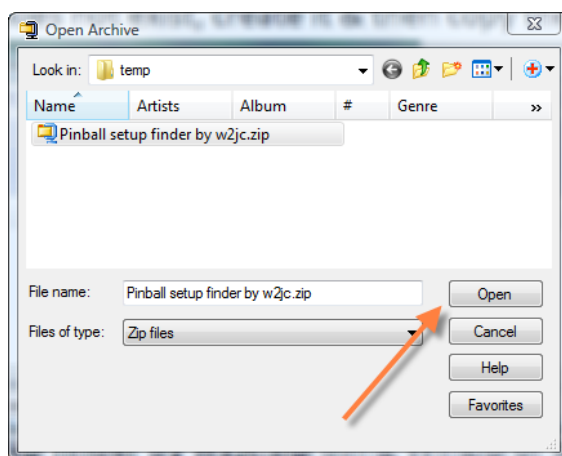 Open Archive
Look in: temp
Name Artists Album # Genre »
Pinball setup finder by w2jc.zip
File name: Pinball setup finder by w2jc.zip Open
Files of type: Zip files Cancel
Help
Favorites